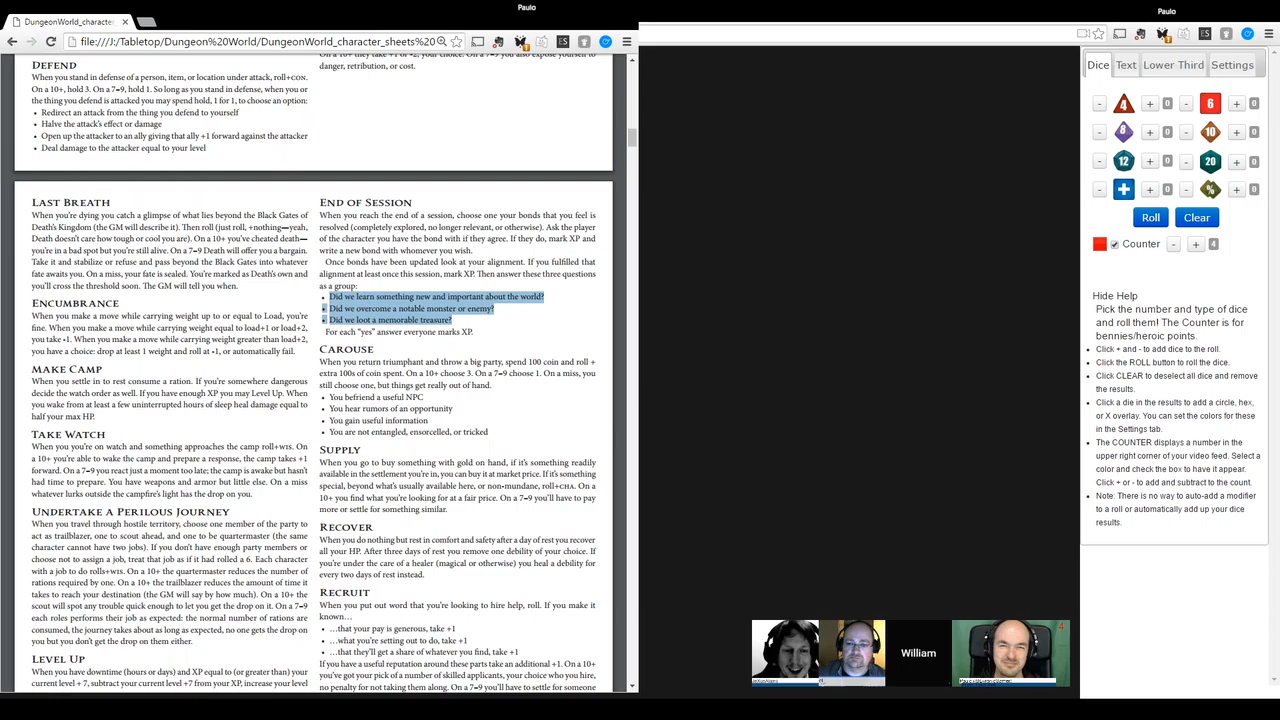 Paulo
Paulo
DungeonWorld_character
file:///J:/Tabletop/Dungeon%20World/DungeonWorld_character_sheets%20
danger, retribution, or cost.
DEFEND
When you stand in defense of a person, item, or location under attack, roll+CON.
On a 10+, hold 3. On a 7–9, hold 1. So long as you stand in defense, when you or
the thing you defend is attacked you may spend hold, 1 for 1, to choose an option:
• Redirect an attack from the thing you defend to yourself
• Halve the attack's effect or damage
• Open up the attacker to an ally giving that ally +1 forward against the attacker
• Deal damage to the attacker equal to your level
LAST BREATH
When you're dying you catch a glimpse of what lies beyond the Black Gates of
Death's Kingdom (the GM will describe it). Then roll (just roll, +nothing—yeah,
Death doesn't care how tough or cool you are). On a 10+ you've cheated death—
you're in a bad spot but you're still alive. On a 7–9 Death will offer you a bargain.
Take it and stabilize or refuse and pass beyond the Black Gates into whatever
fate awaits you. On a miss, your fate is sealed. You're marked as Death's own and
you'll cross the threshold soon. The GM will tell you when.
ENCUMBRANCE
When you make a move while carrying weight up to or equal to Load, you're
fine. When you make a move while carrying weight equal to load+1 or load+2,
you take -1. When you make a move while carrying weight greater than load+2,
you have a choice: drop at least 1 weight and roll at -1, or automatically fail.
MAKE CAMP
When you settle in to rest consume a ration. If you're somewhere dangerous
decide the watch order as well. If you have enough XP you may Level Up. When
you wake from at least a few uninterrupted hours of sleep heal damage equal to
half your max HP.
TAKE WATCH
When you you're on watch and something approaches the camp roll+WIS. On
a 10+ you're able to wake the camp and prepare a response, the camp takes +1
forward. On a 7–9 you react just a moment too late; the camp is awake but hasn't
had time to prepare. You have weapons and armor but little else. On a miss
whatever lurks outside the campfire's light has the drop on you.
UNDERTAKE A PERILOUS JOURNEY
When you travel through hostile territory, choose one member of the party to
act as trailblazer, one to scout ahead, and one to be quartermaster (the same
character cannot have two jobs). If you don't have enough party members or
choose not to assign a job, treat that job as if it had rolled a 6. Each character
with a job to do rolls+WIS. On a 10+ the quartermaster reduces the number of
rations required by one. On a 10+ the trailblazer reduces the amount of time it
takes to reach your destination (the GM will say by how much). On a 10+ the
scout will spot any trouble quick enough to let you get the drop on it. On a 7–9
each roles performs their job as expected: the normal number of rations are
consumed, the journey takes about as long as expected, no one gets the drop on
you but you don't get the drop on them either.
LEVEL UP
When you have downtime (hours or days) and XP equal to (or greater than) your
current level + 7, subtract your current level +7 from your XP, increase your level
END OF SESSION
When you reach the end of a session, choose one your bonds that you feel is
resolved (completely explored, no longer relevant, or otherwise). Ask the player
of the character you have the bond with if they agree. If they do, mark XP and
write a new bond with whomever you wish.
Once bonds have been updated look at your alignment. If you fulfilled that
alignment at least once this session, mark XP. Then answer these three questions
as a group:
• Did we learn something new and important about the world?
• Did we overcome a notable monster or enemy?
• Did we loot a memorable treasure?
For each “yes” answer everyone marks XP.
CAROUSE
When you return triumphant and throw a big party, spend 100 coin and roll +
extra 100s of coin spent. On a 10+ choose 3. On a 7–9 choose 1. On a miss, you
still choose one, but things get really out of hand.
• You befriend a useful NPC
• You hear rumors of an opportunity
• You gain useful information
• You are not entangled, ensorcelled, or tricked
SUPPLY
When you go to buy something with gold on hand, if it's something readily
available in the settlement you're in, you can buy it at market price. If it's something
special, beyond what's usually available here, or non-mundane, roll+CHA. On a
10+ you find what you're looking for at a fair price. On a 7–9 you'll have to pay
more or settle for something similar.
RECOVER
When you do nothing but rest in comfort and safety after a day of rest you recover
all your HP. After three days of rest you remove one debility of your choice. If
you're under the care of a healer (magical or otherwise) you heal a debility for
every two days of rest instead.
RECRUIT
When you put out word that you're looking to hire help, roll. If you make it
known…
• …that your pay is generous, take +1
• …what you're setting out to do, take +1
• …that they'll get a share of whatever you find, take +1
If you have a useful reputation around these parts take an additional +1. On a 10+
you've got your pick of a number of skilled applicants, your choice who you hire,
no penalty for not taking them along. On a 7–9 you'll have to settle for someone
William
4
ES
ES
Dice Text Lower Third Settings
- 4 + 0 - 6 + 0
- 8 + 0 - 10 + 0
- 12 + 0 - 20 + 0
- + + 0 - % + 0
Roll Clear
Counter - + 4
Hide Help
Pick the number and type of dice
and roll them! The Counter is for
bennies/heroic points.
• Click + and - to add dice to the roll.
• Click the ROLL button to roll the dice.
• Click CLEAR to deselect all dice and remove
the results.
• Click a die in the results to add a circle, hex,
or X overlay. You can set the colors for these
in the Settings tab.
• The COUNTER displays a number in the
upper right corner of your video feed. Select a
color and check the box to have it appear.
Click + or - to add and subtract to the count.
• Note: There is no way to auto-add a modifier
to a roll or automatically add up your dice
results.